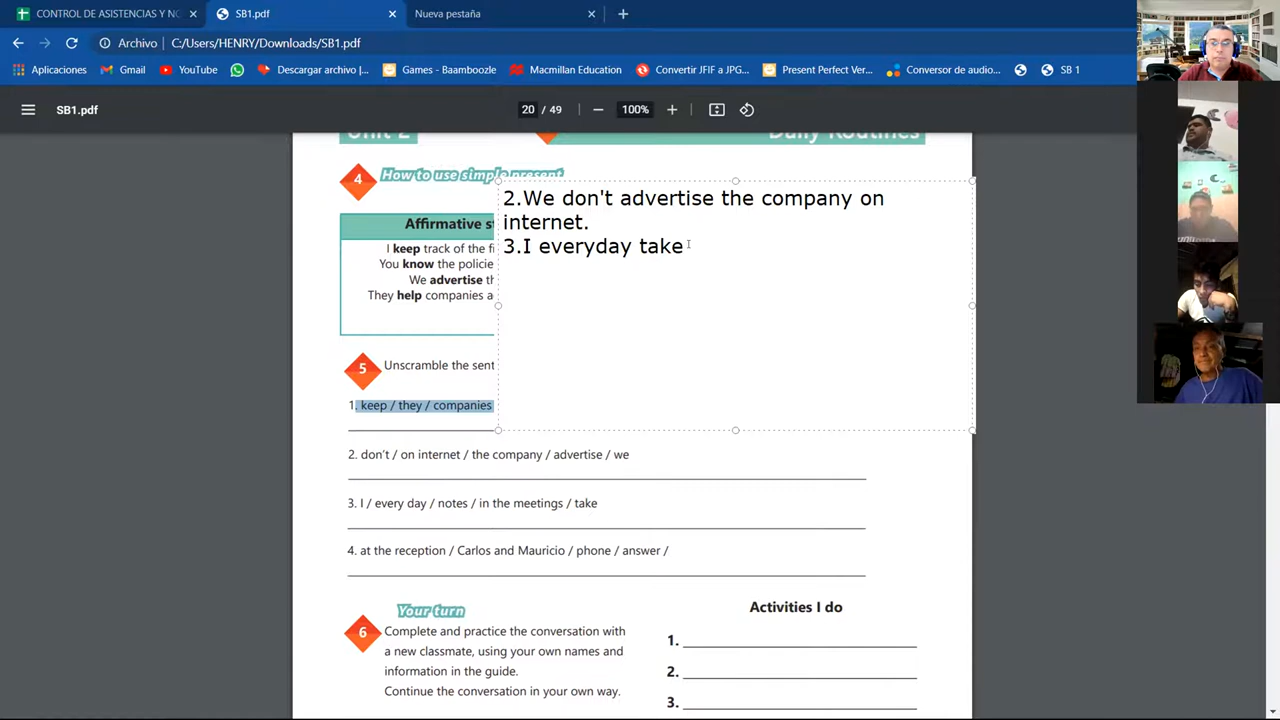 CONTROL DE ASISTENCIAS Y NO
SB1.pdf
Nueva pestaña
Archivo
C:/Users/HENRY/Downloads/SB1.pdf
Aplicaciones
Gmail
YouTube
Descargar archivo |...
Games - Baamboozle
Macmillan Education
Convertir JFIF a JPG...
Present Perfect Ver...
Conversor de audio...
SB 1
SB1.pdf
20 / 49
100%
Unit 2
Daily Routines
4
How to use simple present
Affirmative st
I keep track of the fi
You know the policie
We advertise th
They help companies a
2.We don't advertise the company on
internet.
3.I everyday take
5
Unscramble the sent
1. keep / they / companies
2. don't / on internet / the company / advertise / we
3. I / every day / notes / in the meetings / take
4. at the reception / Carlos and Mauricio / phone / answer /
6
Your turn
Complete and practice the conversation with
a new classmate, using your own names and
information in the guide.
Continue the conversation in your own way.
Activities I do
1.
2.
3.